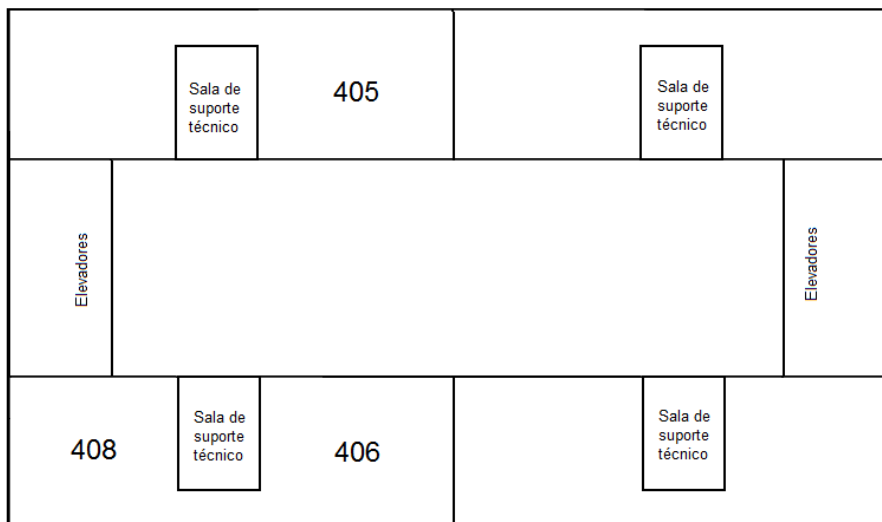 Sala de
suporte
técnico
405
Sala de
suporte
técnico
Elevadores
Elevadores
408
Sala de
suporte
técnico
406
Sala de
suporte
técnico